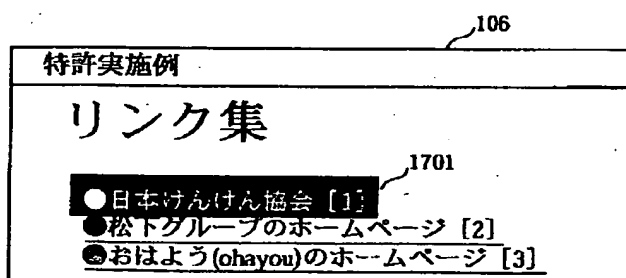 106
特許実施例
リンク集
1701
●日本けんけん協会 [1]
●松下グループのホームページ [2]
●おはよう(ohayou)のホームページ [3]